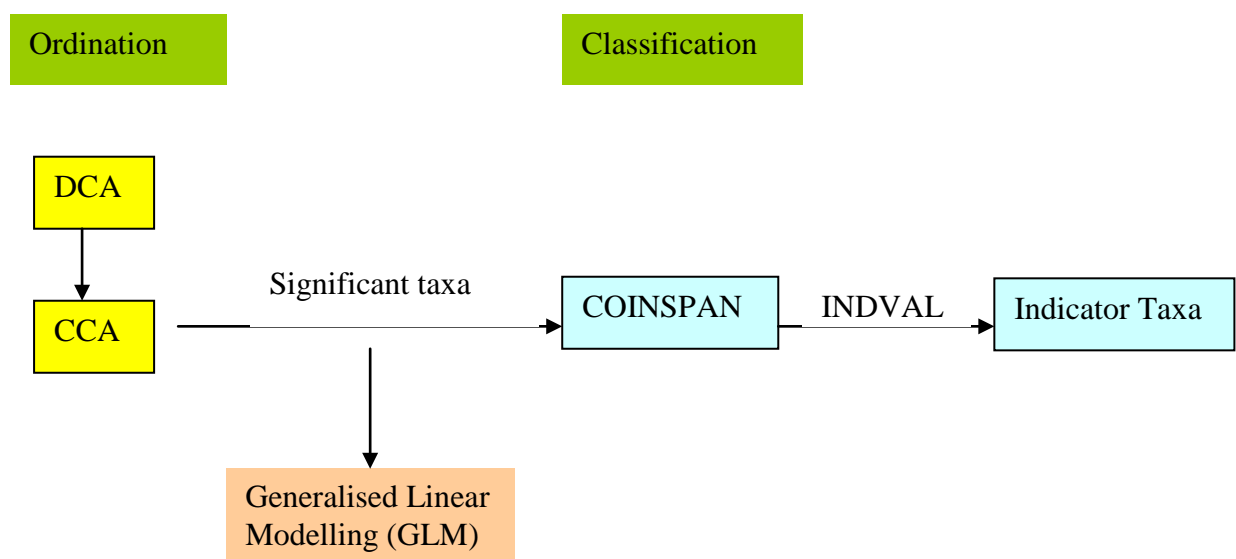 Ordination
Classification
DCA
Significant taxa
CCA
COINSPAN
INDVAL
Indicator Taxa
Generalised Linear
Modelling (GLM)